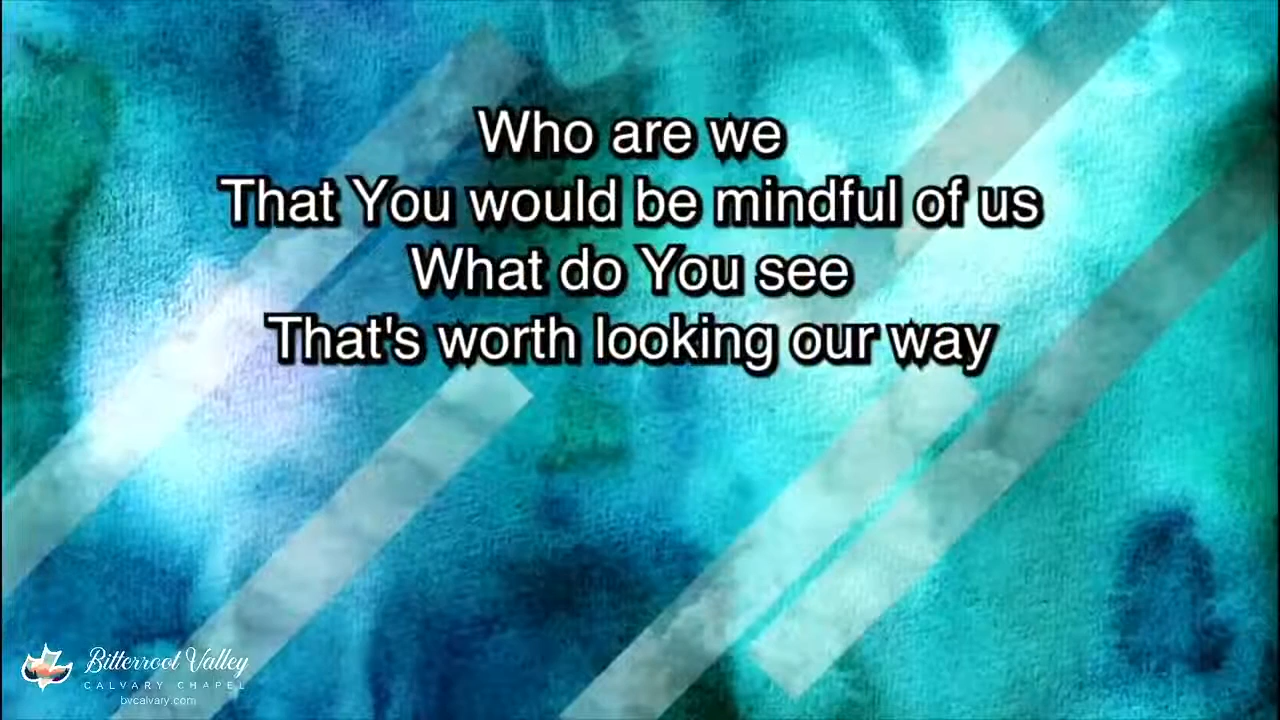 Who are we
That You would be mindful of us
What do You see
That's worth looking our way
Bitterroot Valley
CALVARY CHAPEL
bvcalvary.com